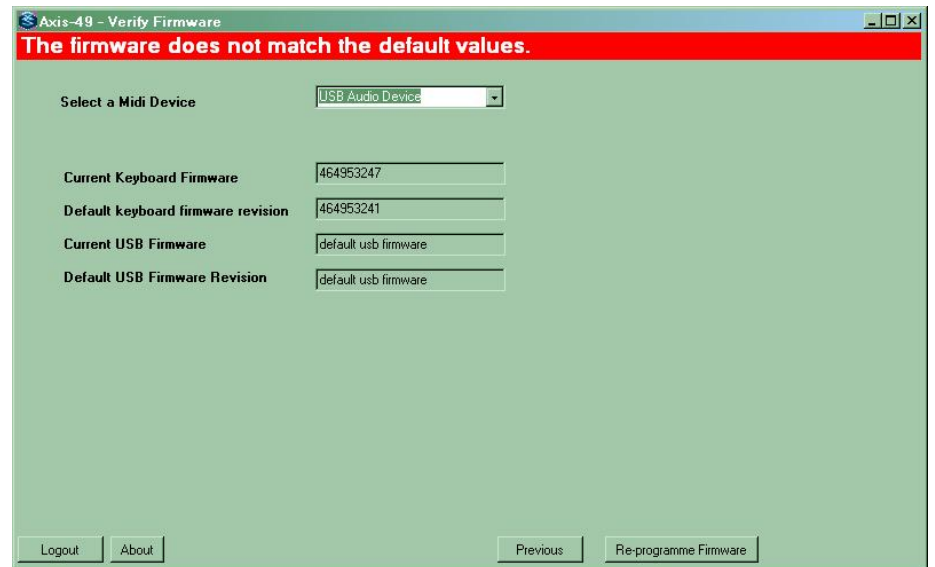 Axis-49 - Verify Firmware
The firmware does not match the default values.
Select a Midi Device USB Audio Device
Current Keyboard Firmware 464953247
Default keyboard firmware revision 464953241
Current USB Firmware default usb firmware
Default USB Firmware Revision default usb firmware
Logout About Previous Re-programme Firmware